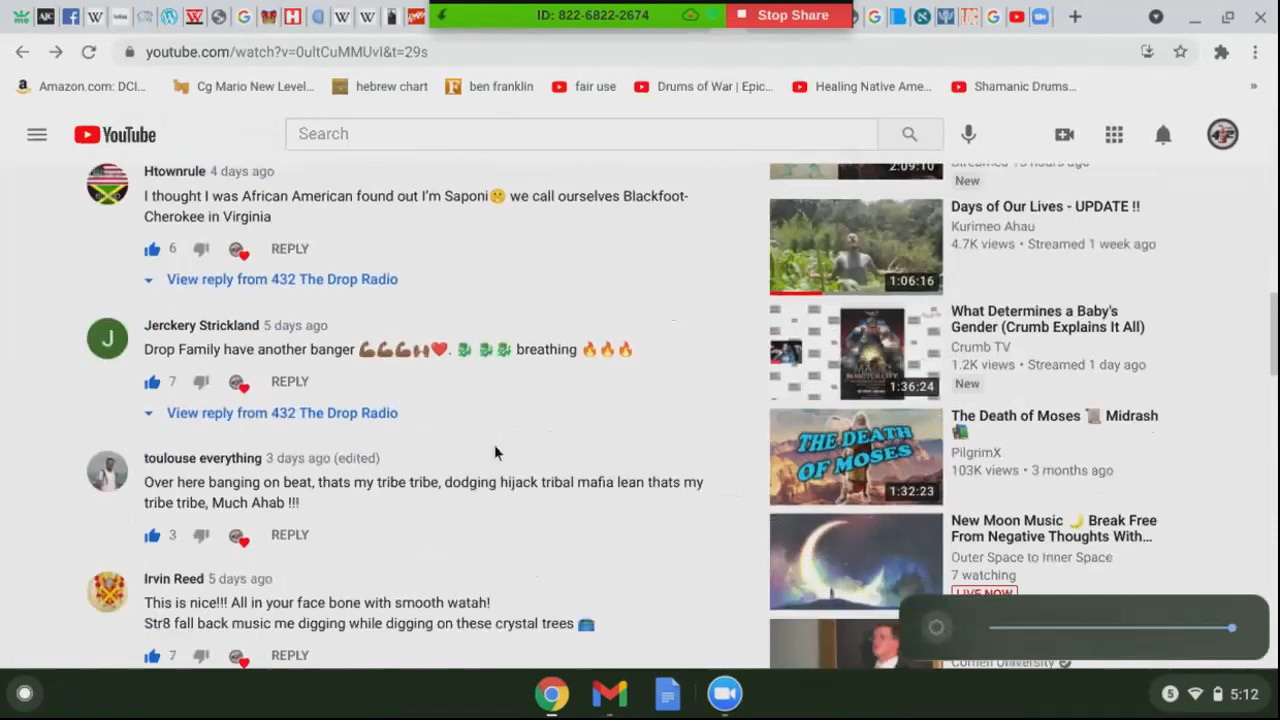 ID: 822-6822-2674
Stop Share
youtube.com/watch?v=0ultCuMMUvI&t=29s
Amazon.com: DCI...
Cg Mario New Level...
hebrew chart
ben franklin
fair use
Drums of War | Epic...
Healing Native Ame...
Shamanic Drums...
»
YouTube
Search
Htownrule 4 days ago
I thought I was African American found out I'm Saponi🤫 we call ourselves Blackfoot-
Cherokee in Virginia
6 REPLY
View reply from 432 The Drop Radio
J
Jerckery Strickland 5 days ago
Drop Family have another banger 💪🏾💪🏾💪🏾🙌🏾❤️. 🐉 🐉🐉 breathing 🔥🔥🔥
7 REPLY
View reply from 432 The Drop Radio
toulouse everything 3 days ago (edited)
Over here banging on beat, thats my tribe tribe, dodging hijack tribal mafia lean thats my
tribe tribe, Much Ahab !!!
3 REPLY
Irvin Reed 5 days ago
This is nice!!! All in your face bone with smooth watah!
Str8 fall back music me digging while digging on these crystal trees
7 REPLY
2:09:10
New
Days of Our Lives - UPDATE !!
Kurimeo Ahau
4.7K views • Streamed 1 week ago
1:06:16
What Determines a Baby's
Gender (Crumb Explains It All)
Crumb TV
1.2K views • Streamed 1 day ago
New
1:36:24
The Death of Moses 📜 Midrash
PilgrimX
103K views • 3 months ago
THE DEATH
OF MOSES
1:32:23
New Moon Music 🌙 Break Free
From Negative Thoughts With...
Outer Space to Inner Space
7 watching
LIVE NOW
Cornell University
5 5:12